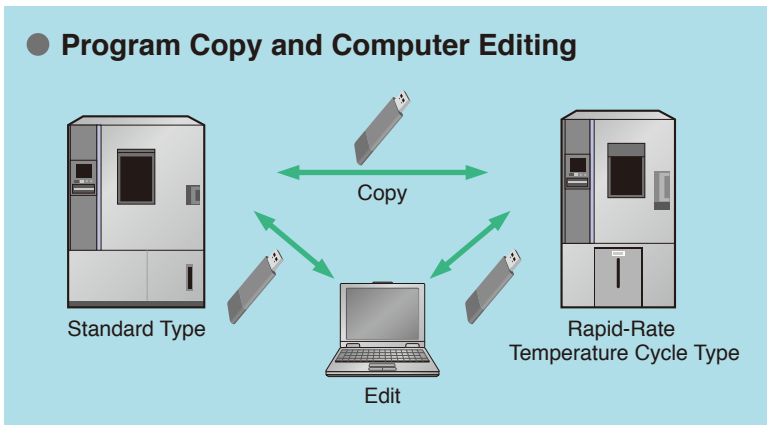 Program Copy and Computer Editing
Copy
Standard Type
Rapid-Rate
Temperature Cycle Type
Edit